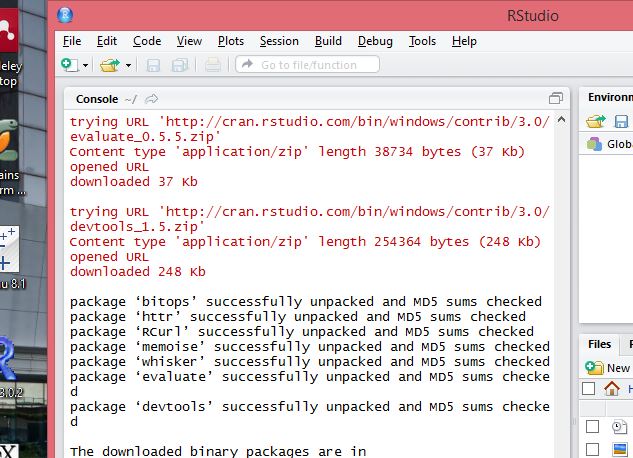 RStudio
File Edit Code View Plots Session Build Debug Tools Help
Go to file/function
Console ~/
trying URL 'http://cran.rstudio.com/bin/windows/contrib/3.0/
evaluate_0.5.5.zip'
Content type 'application/zip' length 38734 bytes (37 Kb)
opened URL
downloaded 37 Kb
trying URL 'http://cran.rstudio.com/bin/windows/contrib/3.0/
devtools_1.5.zip'
Content type 'application/zip' length 254364 bytes (248 Kb)
opened URL
downloaded 248 Kb
package ‘bitops’ successfully unpacked and MD5 sums checked
package ‘httr’ successfully unpacked and MD5 sums checked
package ‘RCurl’ successfully unpacked and MD5 sums checked
package ‘memoise’ successfully unpacked and MD5 sums checked
package ‘whisker’ successfully unpacked and MD5 sums checked
package ‘evaluate’ successfully unpacked and MD5 sums checke
d
package ‘devtools’ successfully unpacked and MD5 sums checke
d
The downloaded binary packages are in
Environ
Globa
Files
New
eley
top
ains
rm ...
u 8.1
3.0.2